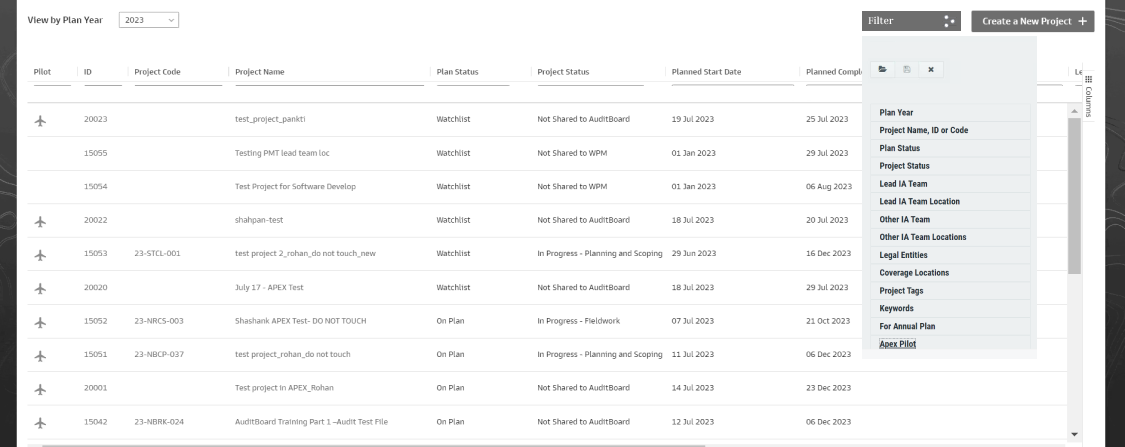 View by Plan Year 2023 Filter Create a New Project +
Pilot ID Project Code Project Name Plan Status Project Status Planned Start Date Planned Comple Le
Columns
20023 test_project_pankti Watchlist Not Shared to AuditBoard 19 Jul 2023 25 Jul 2023
15055 Testing PMT lead team loc Watchlist Not Shared to WPM 01 Jan 2023 29 Jul 2023
15054 Test Project for Software Develop Watchlist Not Shared to WPM 01 Jan 2023 06 Aug 2023
20022 shahpan-test Watchlist Not Shared to AuditBoard 18 Jul 2023 20 Jul 2023
15053 23-STCL-001 test project 2_rohan_do not touch_new Watchlist In Progress - Planning and Scoping 29 Jun 2023 16 Dec 2023
20020 July 17 - APEX Test Watchlist Not Shared to AuditBoard 18 Jul 2023 29 Jul 2023
15052 23-NRCS-003 Shashank APEX Test- DO NOT TOUCH On Plan In Progress - Fieldwork 07 Jul 2023 21 Oct 2023
15051 23-NBCP-037 test project_rohan_do not touch On Plan In Progress - Planning and Scoping 11 Jul 2023 06 Dec 2023
20001 Test project in APEX_Rohan On Plan Not Shared to AuditBoard 14 Jul 2023 23 Dec 2023
15042 23-NBRK-024 AuditBoard Training Part 1 –Audit Test File On Plan Not Shared to AuditBoard 12 Jul 2023 06 Dec 2023
Plan Year
Project Name, ID or Code
Plan Status
Project Status
Lead IA Team
Lead IA Team Location
Other IA Team
Other IA Team Locations
Legal Entities
Coverage Locations
Project Tags
Keywords
For Annual Plan
Apex Pilot